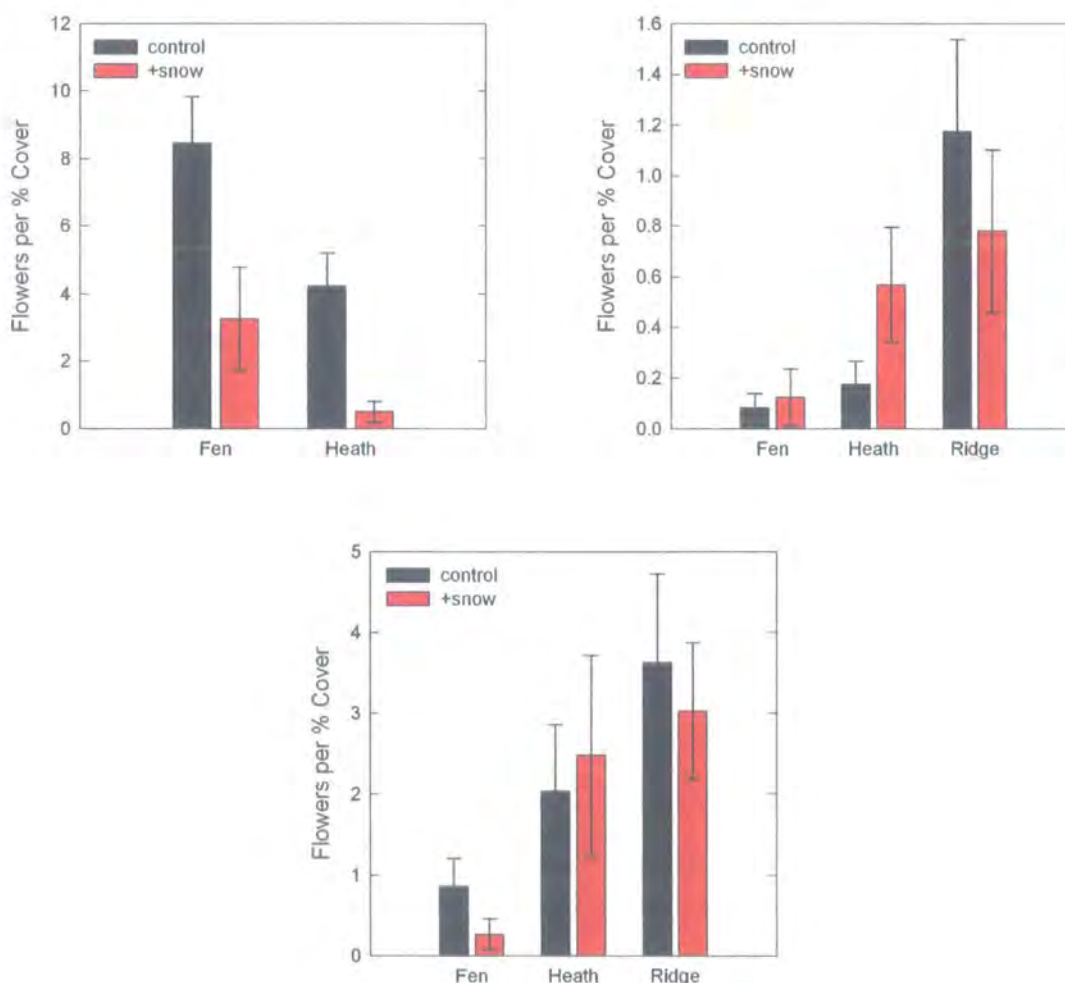 12
10
8
6
4
2
0
Flowers per % Cover
control
+snow
Fen Heath
1.6
1.4
1.2
1.0
0.8
0.6
0.4
0.2
0.0
Flowers per % Cover
control
+snow
Fen Heath Ridge
5
4
3
2
1
0
Flowers per % Cover
control
+snow
Fen Heath Ridge